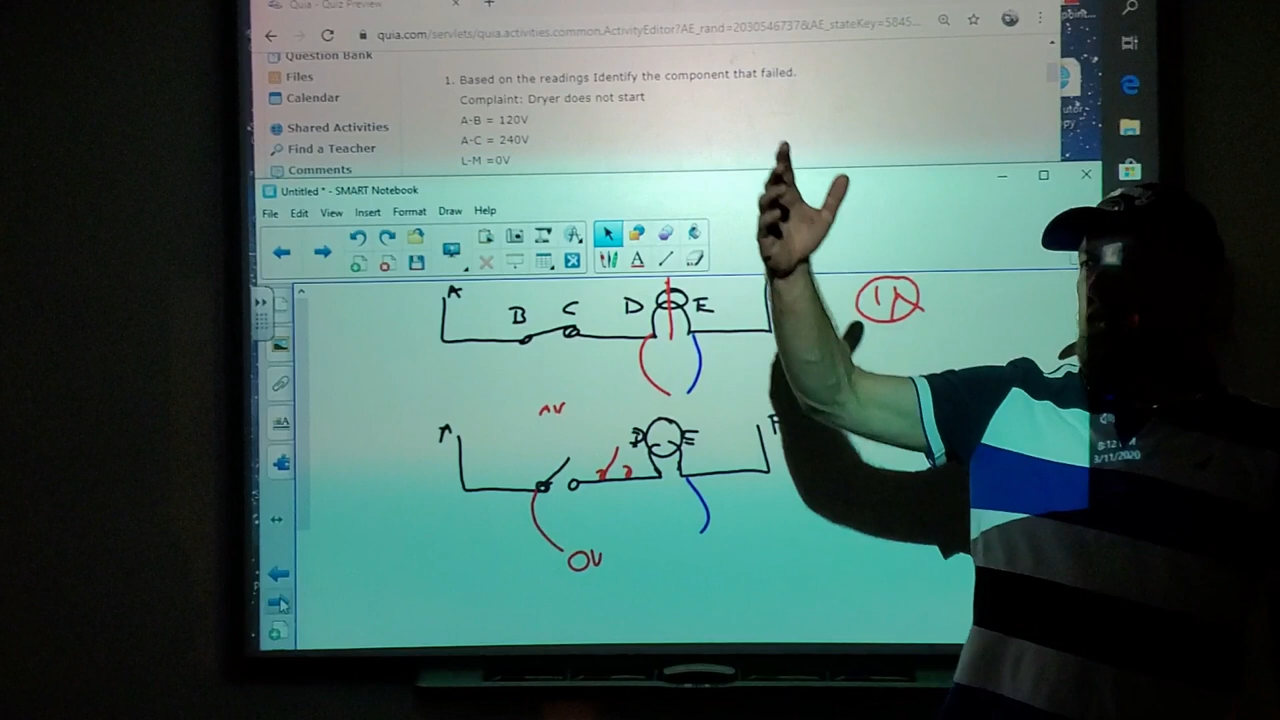 Quia - Quiz Preview
quia.com/servlets/quia.activities.common.ActivityEditor?AE_rand=2030546737&AE_stateKey=5845...
Question Bank
Files
Calendar
Shared Activities
Find a Teacher
Comments
1. Based on the readings Identify the component that failed.
Complaint: Dryer does not start
A-B = 120V
A-C = 240V
L-M =0V
Untitled * - SMART Notebook
File Edit View Insert Format Draw Help
A B C D E
D E
0V
3/11/2020